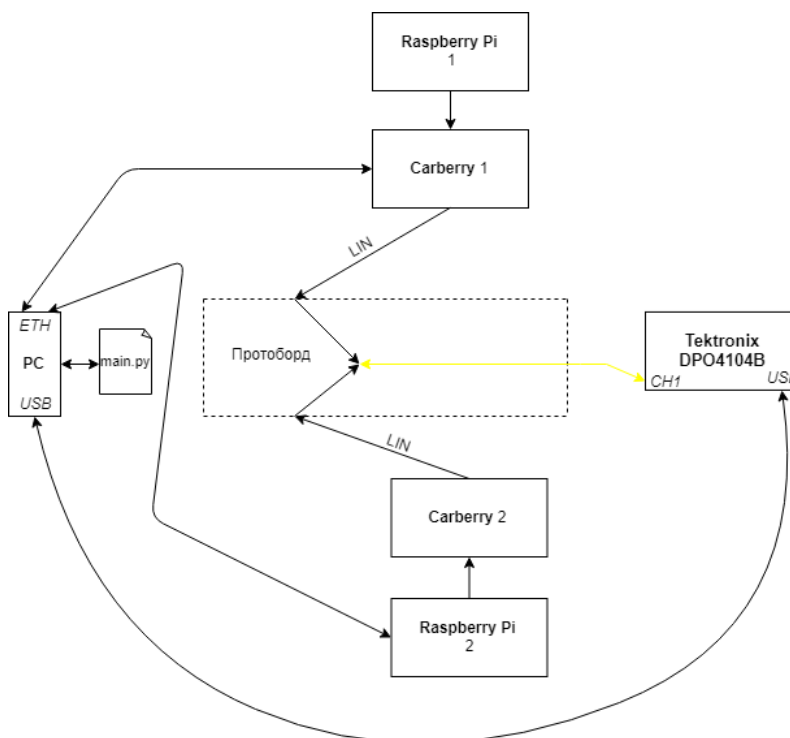 Raspberry Pi
1
Carberry 1
LIN
ETH
PC
USB
main.py
Протоборд
Tektronix
DPO4104B
CH1
USB
LIN
Carberry 2
Raspberry Pi
2